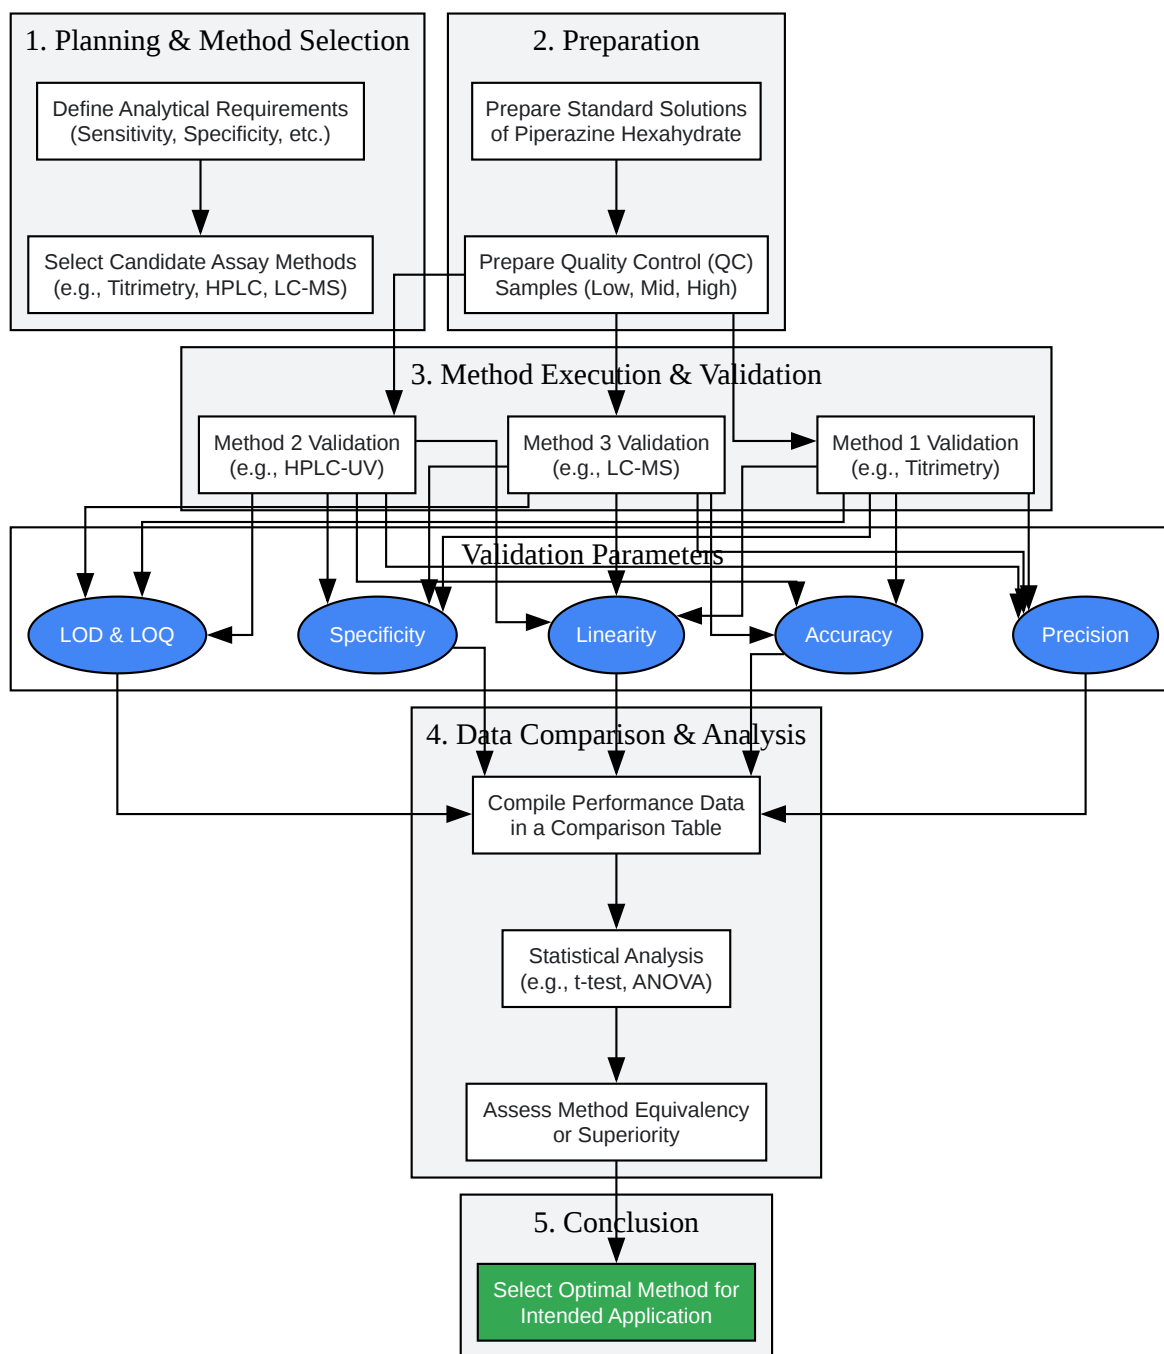 1. Planning & Method Selection
Define Analytical Requirements
(Sensitivity, Specificity, etc.)
Select Candidate Assay Methods
(e.g., Titrimetry, HPLC, LC-MS)
2. Preparation
Prepare Standard Solutions
of Piperazine Hexahydrate
Prepare Quality Control (QC)
Samples (Low, Mid, High)
3. Method Execution & Validation
Method 2 Validation
(e.g., HPLC-UV)
Method 3 Validation
(e.g., LC-MS)
Method 1 Validation
(e.g., Titrimetry)
Validation Parameters
LOD & LOQ
Specificity
Linearity
Accuracy
Precision
4. Data Comparison & Analysis
Compile Performance Data
in a Comparison Table
Statistical Analysis
(e.g., t-test, ANOVA)
Assess Method Equivalency
or Superiority
5. Conclusion
Select Optimal Method for
Intended Application